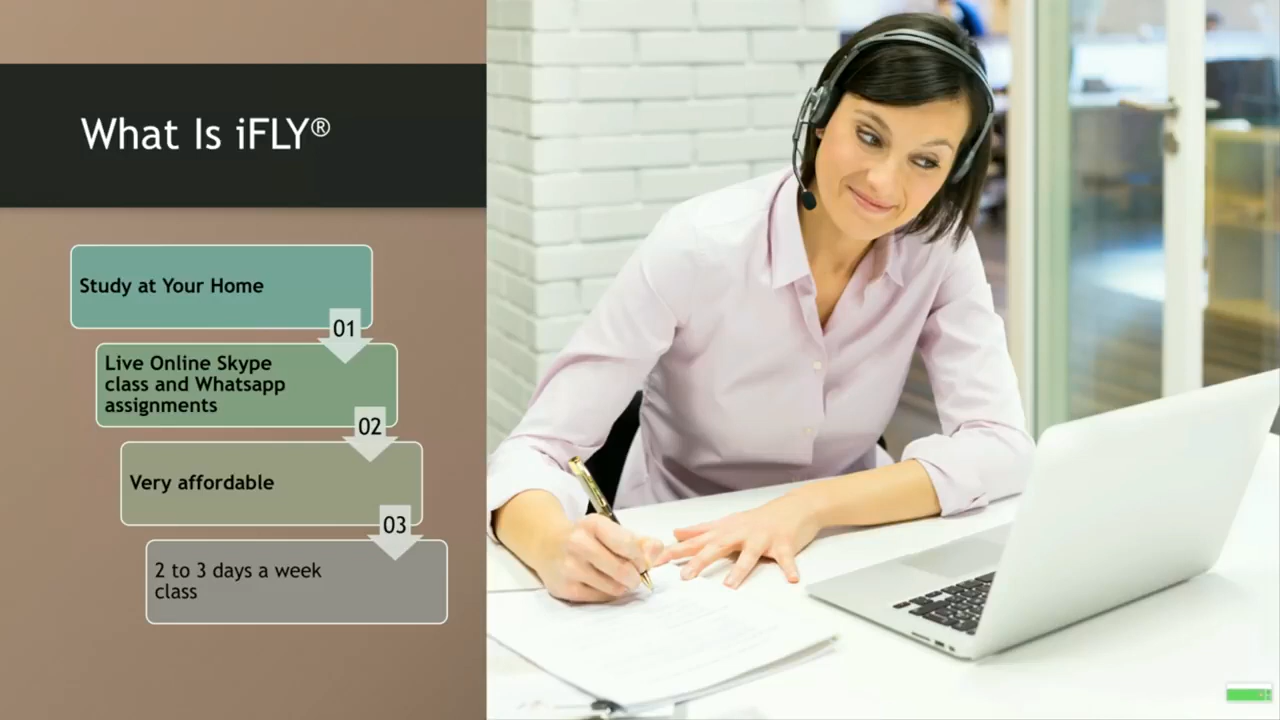 What Is iFLY®
Study at Your Home
01
Live Online Skype
class and Whatsapp
assignments
02
Very affordable
03
2 to 3 days a week
class